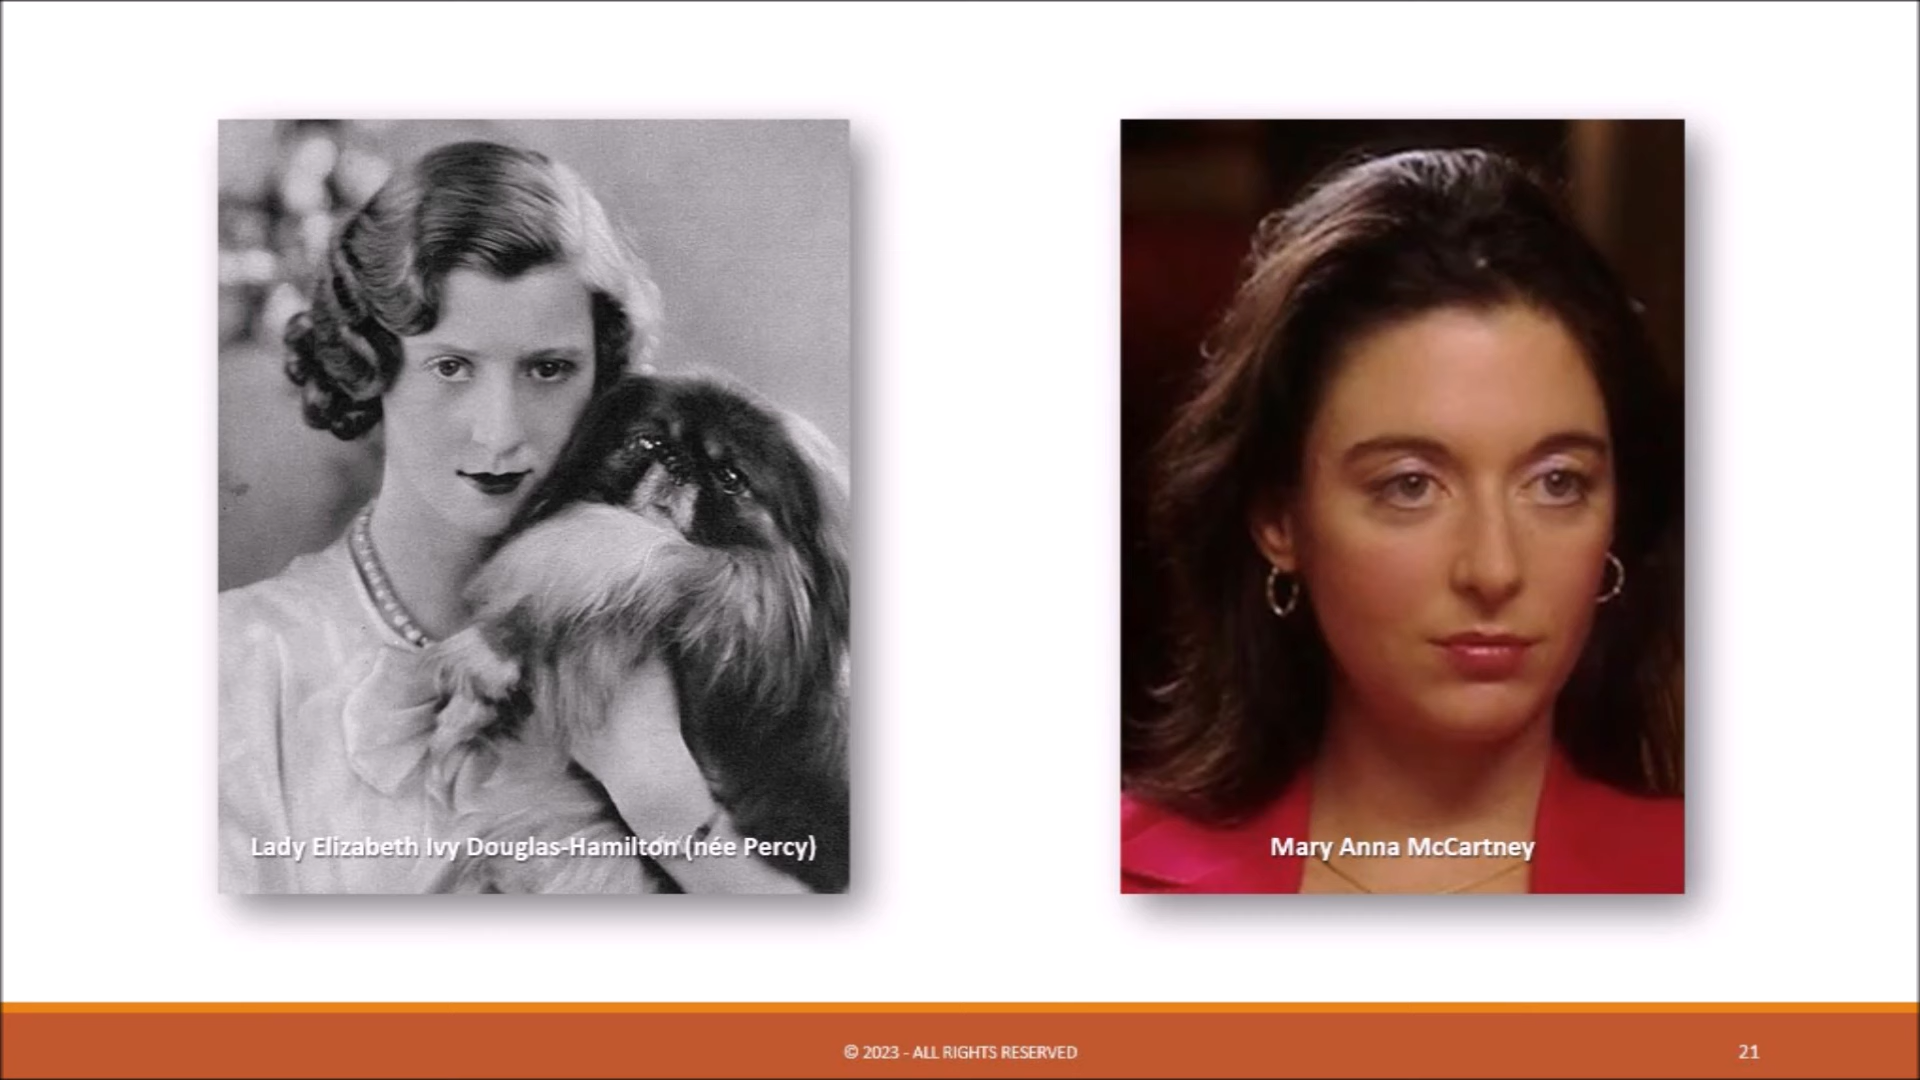 Lady Elizabeth Ivy Douglas-Hamilton (née Percy)
Mary Anna McCartney
© 2023 - ALL RIGHTS RESERVED
21